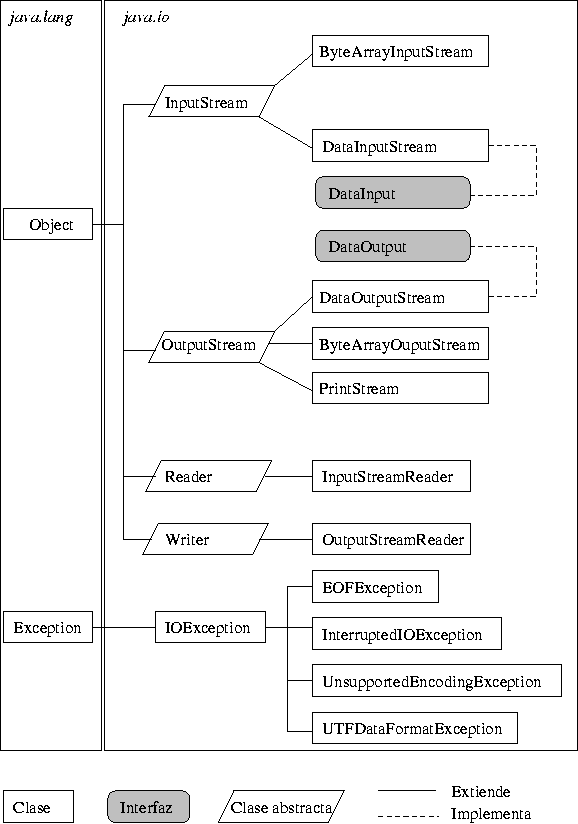 java.lang
java.io
ByteArrayInputStream
InputStream
DataInputStream
DataInput
Object
DataOutput
DataOutputStream
OutputStream
ByteArrayOuputStream
PrintStream
Reader
InputStreamReader
Writer
OutputStreamReader
EOFException
Exception
IOException
InterruptedIOException
UnsupportedEncodingException
UTFDataFormatException
Clase
Interfaz
Clase abstracta
Extiende
Implementa